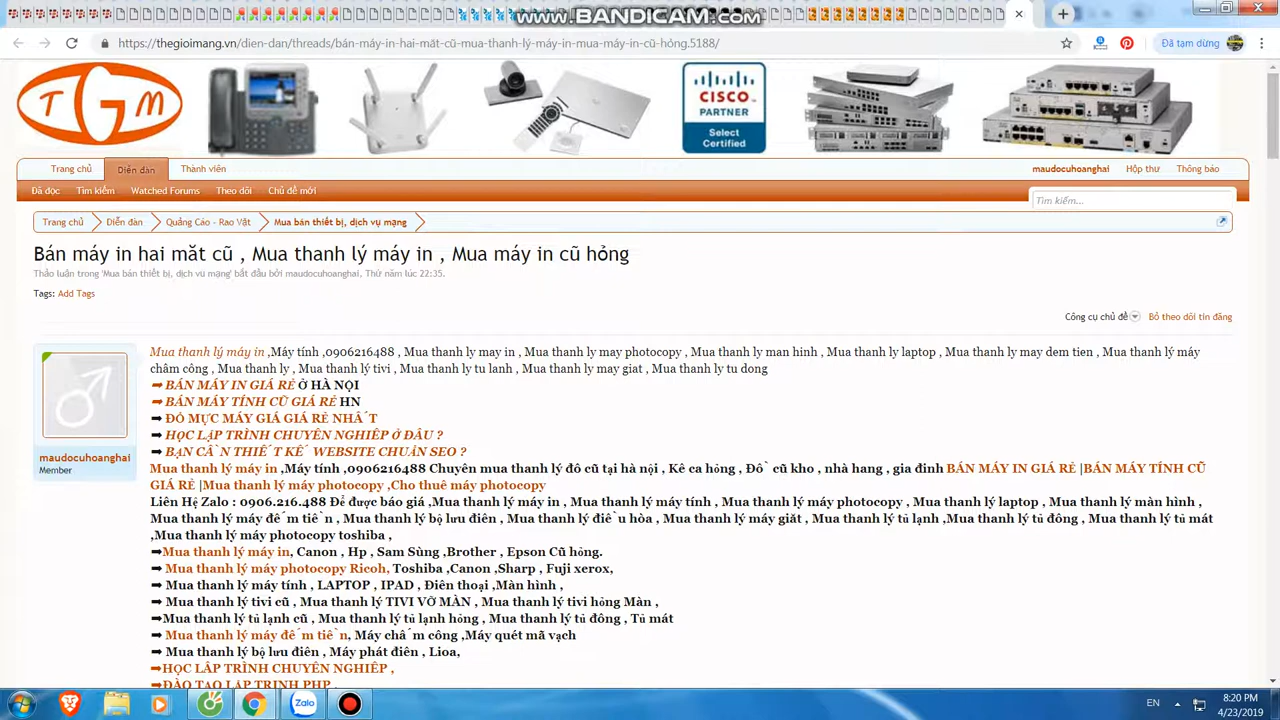 WWW.BANDICAM.COM
https://thegioimang.vn/dien-dan/threads/bán-máy-in-hai-mặt-cũ-mua-thanh-lý-máy-in-mua-máy-in-cũ-hỏng.5188/
Đã tạm dừng
TGM
CISCO
PARTNER
Select
Certified
Trang chủ Diễn đàn Thành viên
maudocuhoanghai Hộp thư Thông báo
Đã đọc Tìm kiếm Watched Forums Theo dõi Chủ đề mới
Tìm kiếm...
Trang chủ Diễn đàn Quảng Cáo - Rao Vặt Mua bán thiết bị, dịch vụ mạng
Bán máy in hai mặt cũ , Mua thanh lý máy in , Mua máy in cũ hỏng
Thảo luận trong 'Mua bán thiết bị, dịch vụ mạng' bắt đầu bởi maudocuhoanghai, Thứ năm lúc 22:35.
Tags: Add Tags
Công cụ chủ đề Bỏ theo dõi tin đăng
Mua thanh lý máy in ,Máy tính ,0906216488 , Mua thanh ly may in , Mua thanh ly may photocopy , Mua thanh ly man hinh , Mua thanh ly laptop , Mua thanh ly may dem tien , Mua thanh lý máy
châm công , Mua thanh ly , Mua thanh lý tivi , Mua thanh ly tu lanh , Mua thanh ly may giat , Mua thanh ly tu dong
➡ BÁN MÁY IN GIÁ RẺ Ở HÀ NỘI
➡ BÁN MÁY TÍNH CŨ GIÁ RẺ HN
➡ ĐỔ MỰC MÁY GIÁ GIÁ RẺ NHẤT
➡ HỌC LẬP TRÌNH CHUYÊN NGHIỆP Ở ĐÂU ?
➡ BẠN CẦN THIẾT KẾ WEBSITE CHUẨN SEO ?
Mua thanh lý máy in ,Máy tính ,0906216488 Chuyên mua thanh lý đồ cũ tại hà nội , Kê ca hỏng , Đồ cũ kho , nhà hang , gia đinh BÁN MÁY IN GIÁ RẺ |BÁN MÁY TÍNH CŨ
GIÁ RẺ |Mua thanh lý máy photocopy ,Cho thuê máy photocopy
Liên Hệ Zalo : 0906.216.488 Để được báo giá ,Mua thanh lý máy in , Mua thanh lý máy tính , Mua thanh lý máy photocopy , Mua thanh lý laptop , Mua thanh lý màn hình ,
Mua thanh lý máy đếm tiền , Mua thanh lý bộ lưu điên , Mua thanh lý điều hòa , Mua thanh lý máy giặt , Mua thanh lý tủ lạnh ,Mua thanh lý tủ đông , Mua thanh lý tủ mát
,Mua thanh lý máy photocopy toshiba ,
➡Mua thanh lý máy in, Canon , Hp , Sam Sùng ,Brother , Epson Cũ hỏng.
➡ Mua thanh lý máy photocopy Ricoh, Toshiba ,Canon ,Sharp , Fuji xerox,
➡ Mua thanh lý máy tính , LAPTOP , IPAD , Điên thoại ,Màn hình ,
➡ Mua thanh lý tivi cũ , Mua thanh lý TIVI VỠ MÀN , Mua thanh lý tivi hỏng Màn ,
➡Mua thanh lý tủ lạnh cũ , Mua thanh lý tủ lạnh hỏng , Mua thanh lý tủ đông , Tủ mát
➡ Mua thanh lý máy đếm tiền, Máy chấm công ,Máy quét mã vạch
➡ Mua thanh lý bộ lưu điên , Máy phát điên , Lioa,
➡HỌC LẬP TRÌNH CHUYÊN NGHIỆP ,
➡ĐÀO TẠO LẬP TRINH PHP ,
maudocuhoanghai
Member
Zalo
EN
8:20 PM
4/23/2019